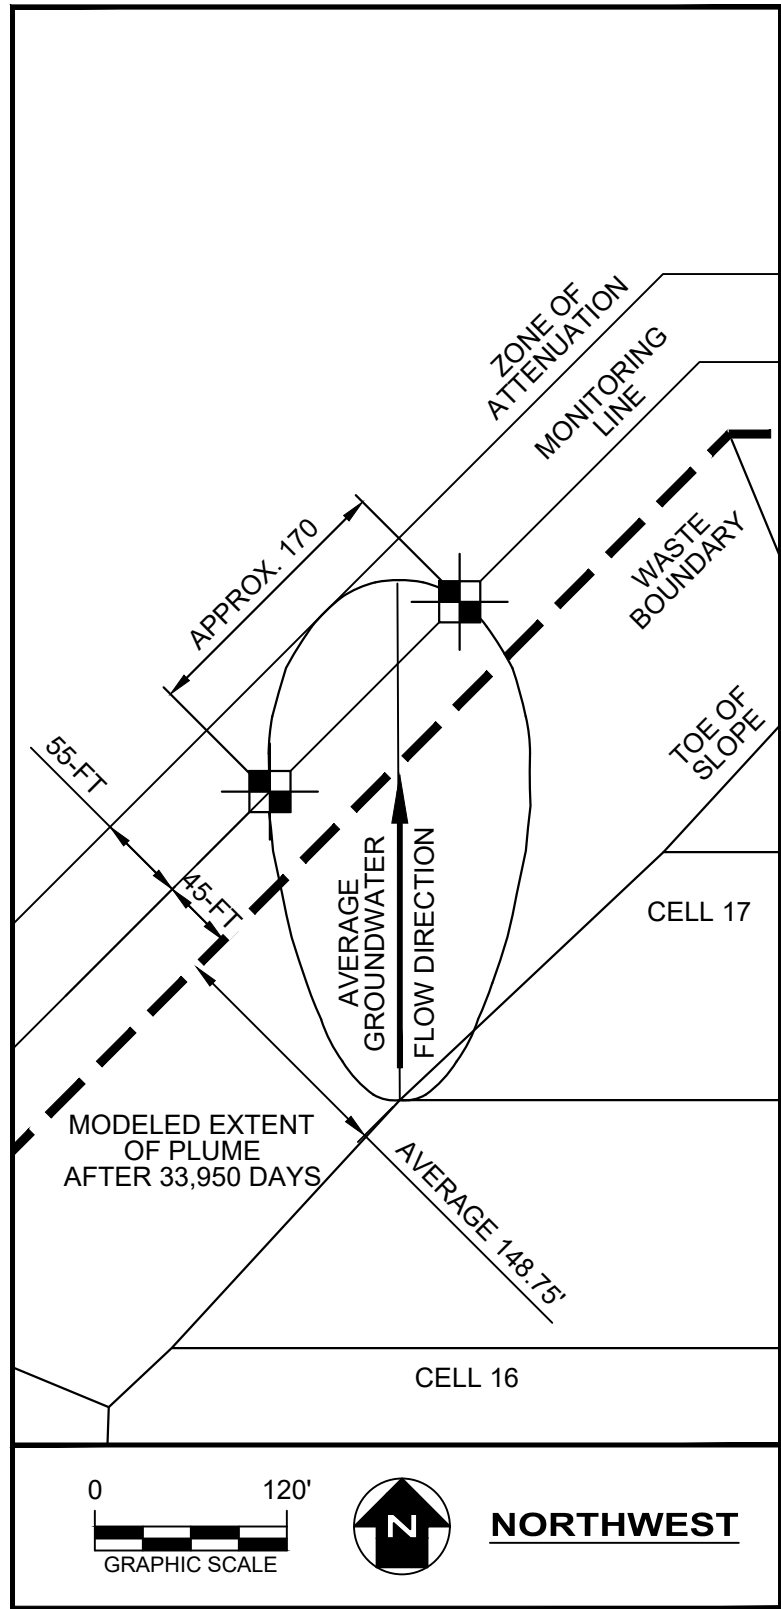 ZONE OF
ATTENUATION
MONITORING
LINE
WASTE
BOUNDARY
APPROX. 170
TOE OF
SLOPE
55-FT
45-FT
AVERAGE
GROUNDWATER
FLOW DIRECTION
CELL 17
MODELED EXTENT
OF PLUME
AFTER 33,950 DAYS
AVERAGE 148.75'
CELL 16
0 120'
GRAPHIC SCALE
N
NORTHWEST